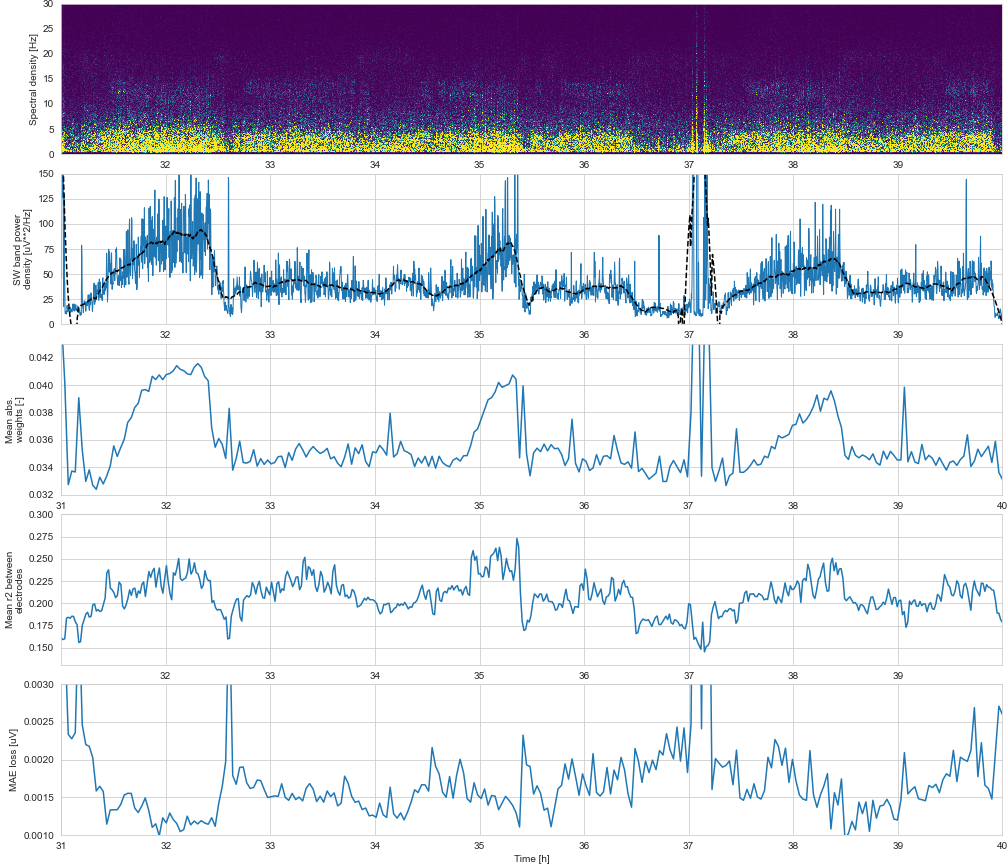 30
25
20
15
10
5
0
Spectral density [Hz]
32 33 34 35 36 37 38 39
150
125
100
75
50
25
0
SW band power
density [uV**2/Hz]
32 33 34 35 36 37 38 39
0.042
0.040
0.038
0.036
0.034
0.032
Mean abs.
weights [-]
31 32 33 34 35 36 37 38 39 40
0.300
0.275
0.250
0.225
0.200
0.175
0.150
Mean r2 between
electrodes
32 33 34 35 36 37 38 39
0.0030
0.0025
0.0020
0.0015
0.0010
MAE loss [uV]
31 32 33 34 35 36 37 38 39 40
Time [h]